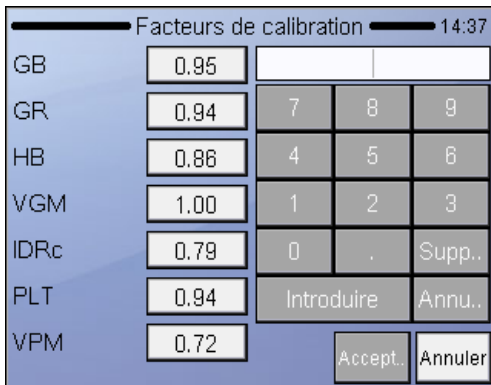 Facteurs de calibration 14:37
GB 0.95
GR 0.94 7 8 9
HB 0.86 4 5 6
VGM 1.00 1 2 3
IDRc 0.79 0 . Supp..
PLT 0.94 Introduire Annu..
VPM 0.72 Accept.. Annuler